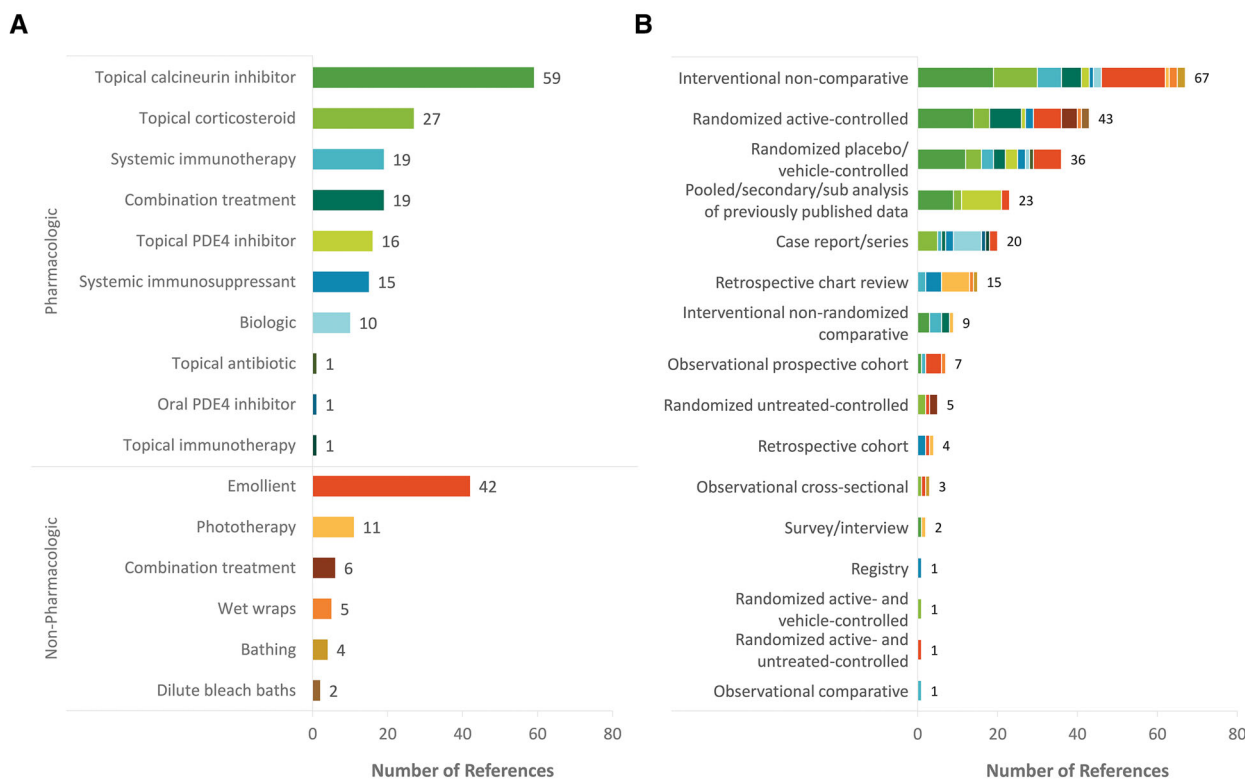 A
Pharmacologic
Topical calcineurin inhibitor 59
Topical corticosteroid 27
Systemic immunotherapy 19
Combination treatment 19
Topical PDE4 inhibitor 16
Systemic immunosuppressant 15
Biologic 10
Topical antibiotic 1
Oral PDE4 inhibitor 1
Topical immunotherapy 1
Non-Pharmacologic
Emollient 42
Phototherapy 11
Combination treatment 6
Wet wraps 5
Bathing 4
Dilute bleach baths 2
0 20 40 60 80
Number of References
B
Interventional non-comparative 67
Randomized active-controlled 43
Randomized placebo/
vehicle-controlled 36
Pooled/secondary/sub analysis
of previously published data 23
Case report/series 20
Retrospective chart review 15
Interventional non-randomized
comparative 9
Observational prospective cohort 7
Randomized untreated-controlled 5
Retrospective cohort 4
Observational cross-sectional 3
Survey/interview 2
Registry 1
Randomized active- and
vehicle-controlled 1
Randomized active- and
untreated-controlled 1
Observational comparative 1
0 20 40 60 80
Number of References